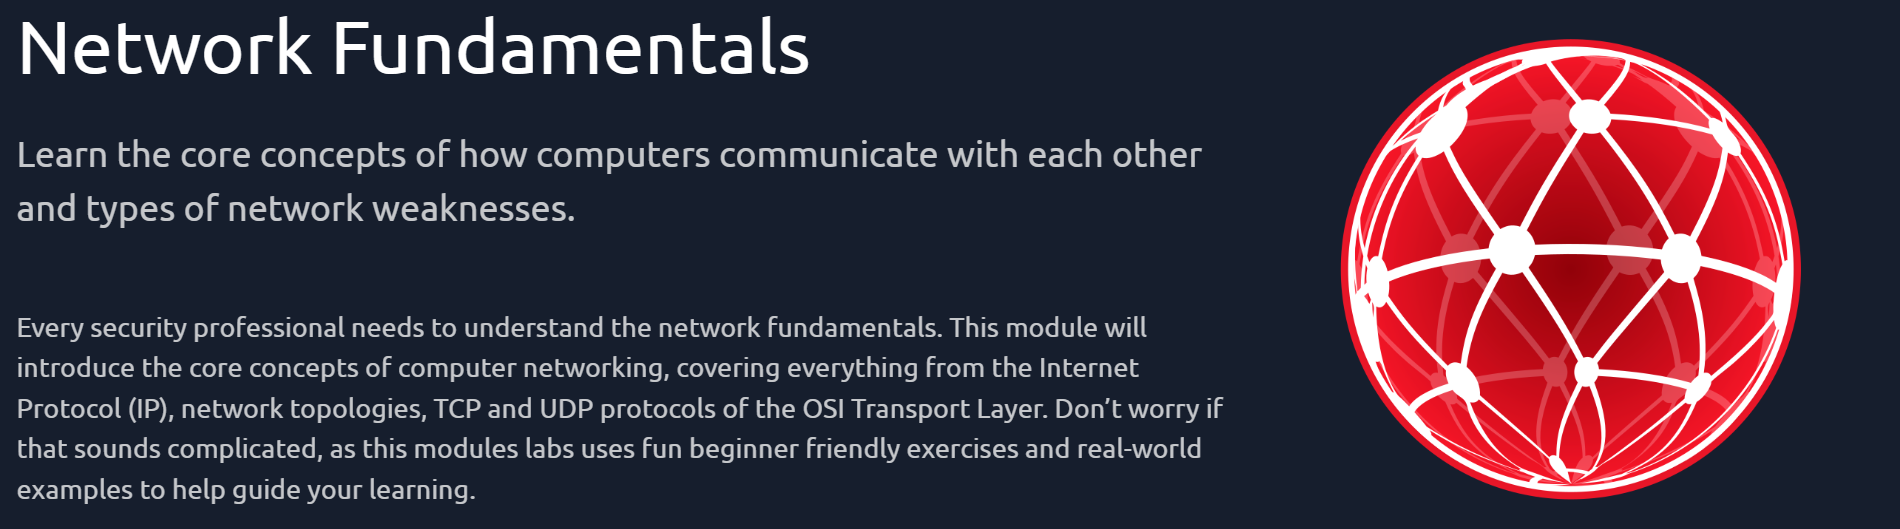 Network Fundamentals
Learn the core concepts of how computers communicate with each other
and types of network weaknesses.
Every security professional needs to understand the network fundamentals. This module will
introduce the core concepts of computer networking, covering everything from the Internet
Protocol (IP), network topologies, TCP and UDP protocols of the OSI Transport Layer. Don’t worry if
that sounds complicated, as this modules labs uses fun beginner friendly exercises and real-world
examples to help guide your learning.